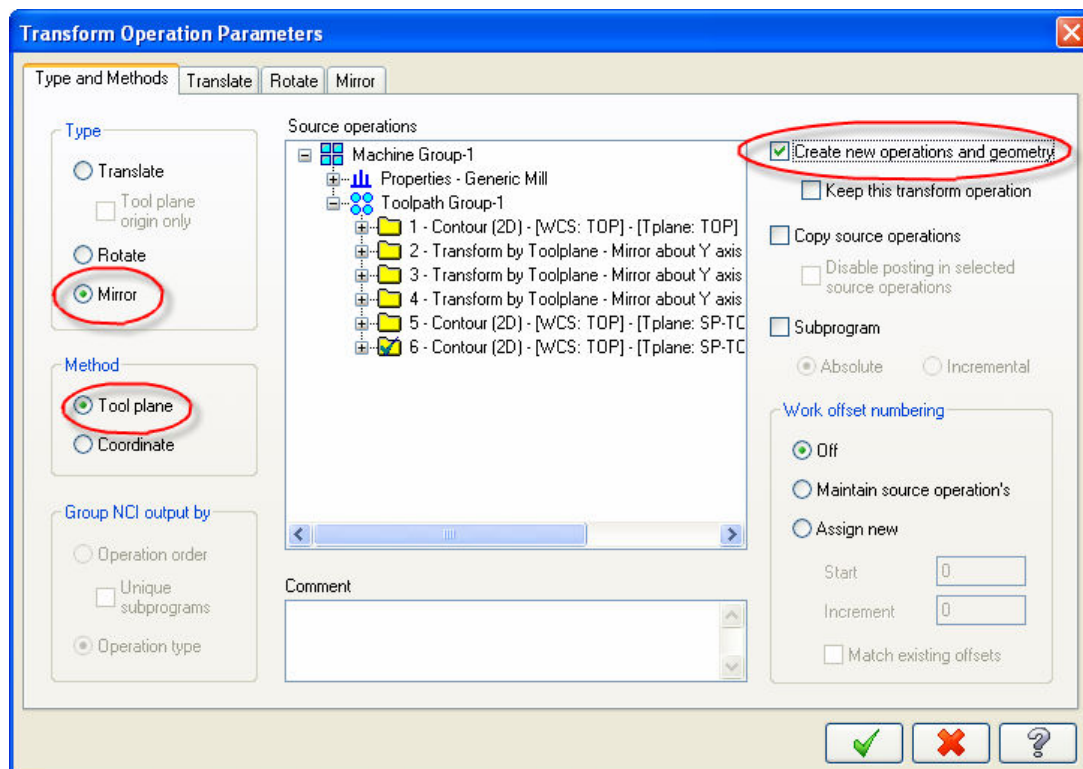 Transform Operation Parameters
Type and Methods
Translate
Rotate
Mirror
Type
Translate
Tool plane
origin only
Rotate
Mirror
Method
Tool plane
Coordinate
Group NCI output by
Operation order
Unique
subprograms
Operation type
Source operations
Machine Group-1
Properties - Generic Mill
Toolpath Group-1
1 - Contour (2D) - [WCS: TOP] - [Tplane: TOP]
2 - Transform by Toolplane - Mirror about Y axis
3 - Transform by Toolplane - Mirror about Y axis
4 - Transform by Toolplane - Mirror about Y axis
5 - Contour (2D) - [WCS: TOP] - [Tplane: SP-TC
6 - Contour (2D) - [WCS: TOP] - [Tplane: SP-TC
Comment
Create new operations and geometry
Keep this transform operation
Copy source operations
Disable posting in selected
source operations
Subprogram
Absolute
Incremental
Work offset numbering
Off
Maintain source operation's
Assign new
Start 0
Increment 0
Match existing offsets